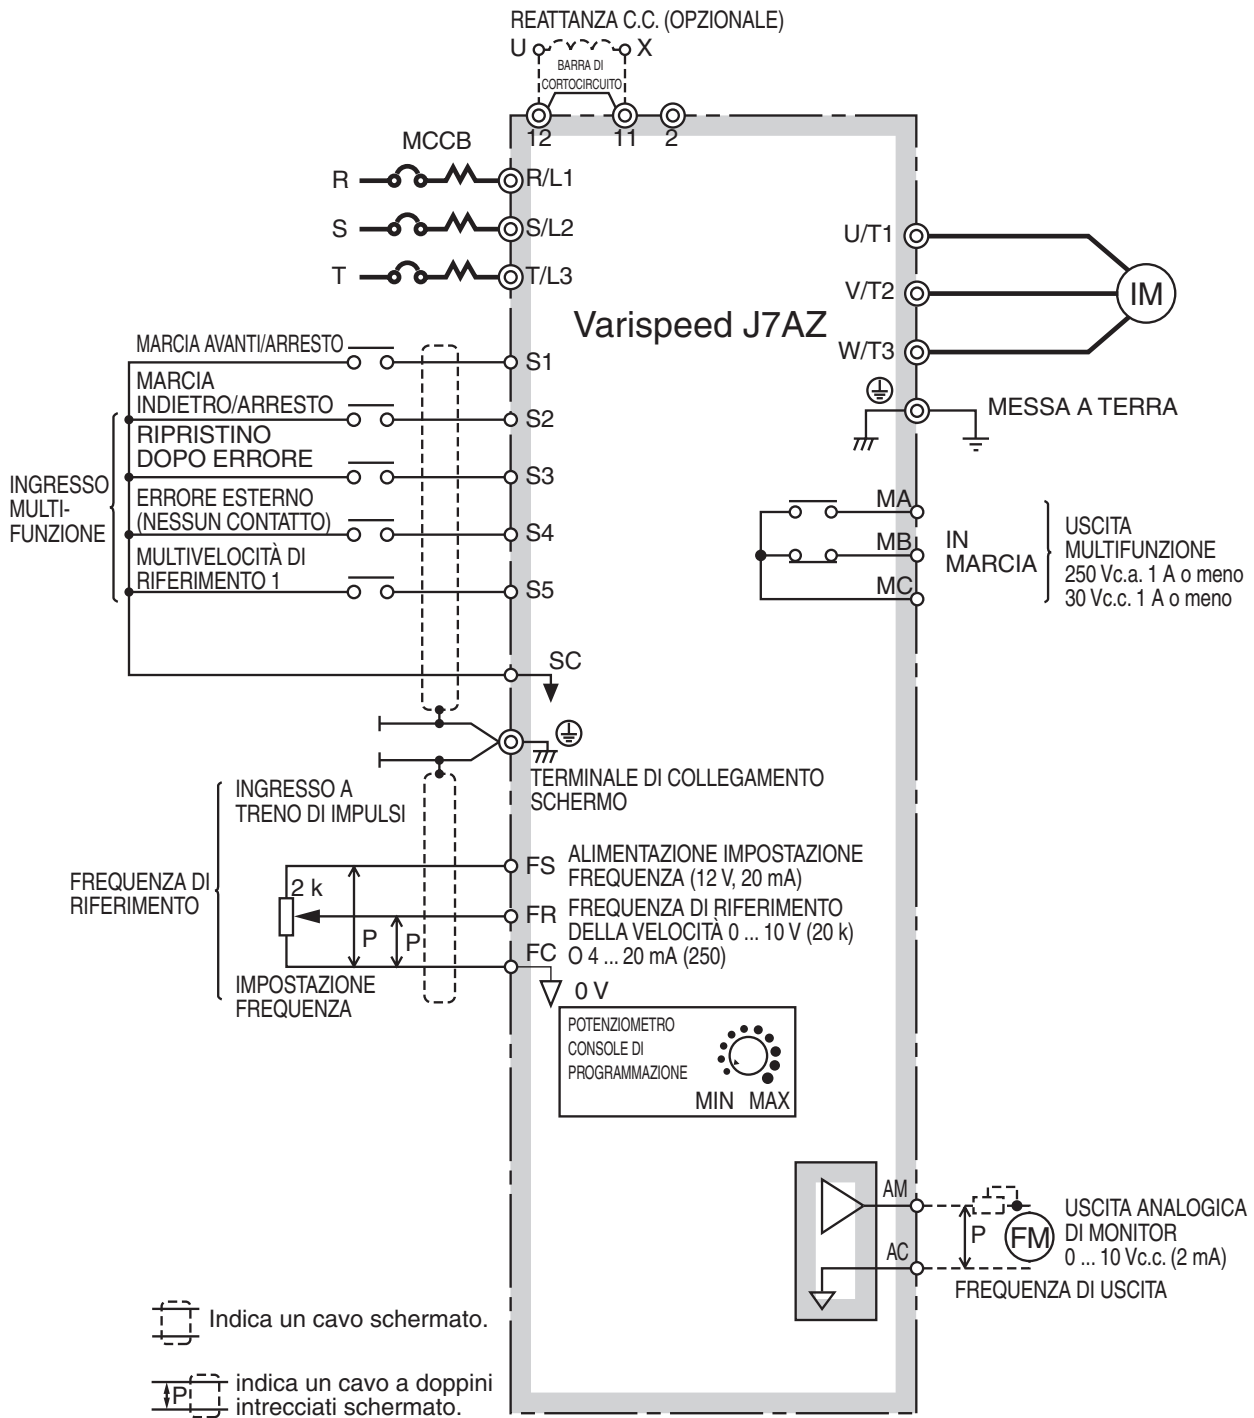 REATTANZA C.C. (OPZIONALE)
U X
BARRA DI
CORTOCIRCUITO
12 11 2
MCCB
R R/L1
S S/L2
T T/L3
U/T1
V/T2
W/T3
IM
Varispeed J7AZ
MESSA A TERRA
MARCIA AVANTI/ARRESTO
S1
MARCIA
INDIETRO/ARRESTO
S2
RIPRISTINO
DOPO ERRORE
S3
INGRESSO
MULTI-
FUNZIONE
ERRORE ESTERNO
(NESSUN CONTATTO)
S4
MULTIVELOCITÀ DI
RIFERIMENTO 1
S5
SC
MA
MB
MC
IN
MARCIA
USCITA
MULTIFUNZIONE
250 Vc.a. 1 A o meno
30 Vc.c. 1 A o meno
TERMINALE DI COLLEGAMENTO
SCHERMO
INGRESSO A
TRENO DI IMPULSI
FREQUENZA DI
RIFERIMENTO
2 k
P P
IMPOSTAZIONE
FREQUENZA
FS
ALIMENTAZIONE IMPOSTAZIONE
FREQUENZA (12 V, 20 mA)
FR
FREQUENZA DI RIFERIMENTO
DELLA VELOCITÀ 0 ... 10 V (20 k)
FC
O 4 ... 20 mA (250)
0 V
POTENZIOMETRO
CONSOLE DI
PROGRAMMAZIONE
MIN MAX
AM
AC
P
FM
USCITA ANALOGICA
DI MONITOR
0 ... 10 Vc.c. (2 mA)
FREQUENZA DI USCITA
Indica un cavo schermato.
P
indica un cavo a doppini
intrecciati schermato.